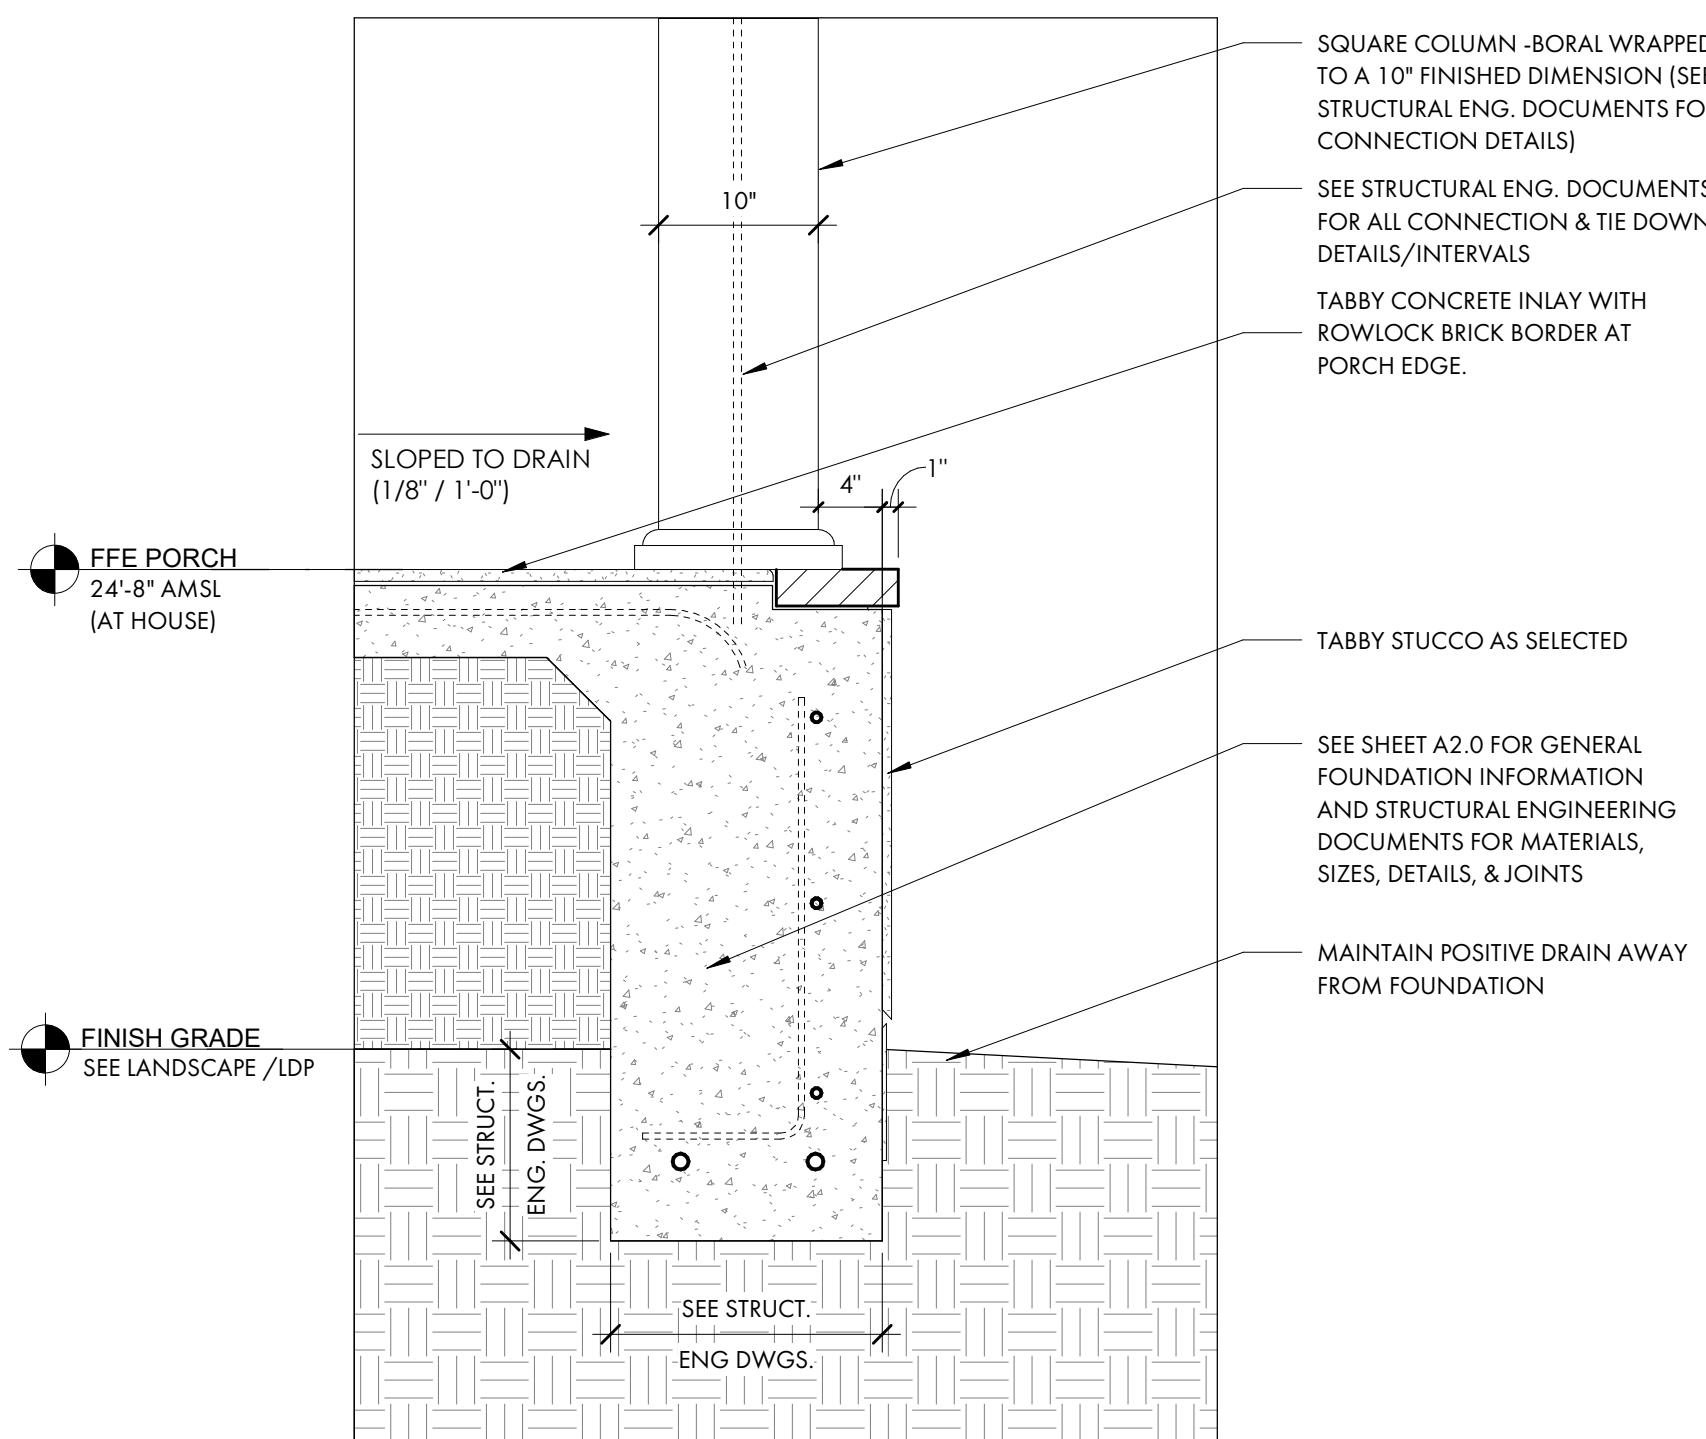 SQUARE COLUMN -BORAL WRAPPED
TO A 10" FINISHED DIMENSION (SEE
STRUCTURAL ENG. DOCUMENTS FO
CONNECTION DETAILS)
10"
SEE STRUCTURAL ENG. DOCUMENTS
FOR ALL CONNECTION & TIE DOWN
DETAILS/INTERVALS
TABBY CONCRETE INLAY WITH
ROWLOCK BRICK BORDER AT
PORCH EDGE.
SLOPED TO DRAIN
(1/8" / 1'-0")
4"
1"
FFE PORCH
24'-8" AMSL
(AT HOUSE)
TABBY STUCCO AS SELECTED
SEE SHEET A2.0 FOR GENERAL
FOUNDATION INFORMATION
AND STRUCTURAL ENGINEERING
DOCUMENTS FOR MATERIALS,
SIZES, DETAILS, & JOINTS
MAINTAIN POSITIVE DRAIN AWAY
FROM FOUNDATION
FINISH GRADE
SEE LANDSCAPE /LDP
SEE STRUCT.
ENG. DWGS.
SEE STRUCT.
ENG DWGS.